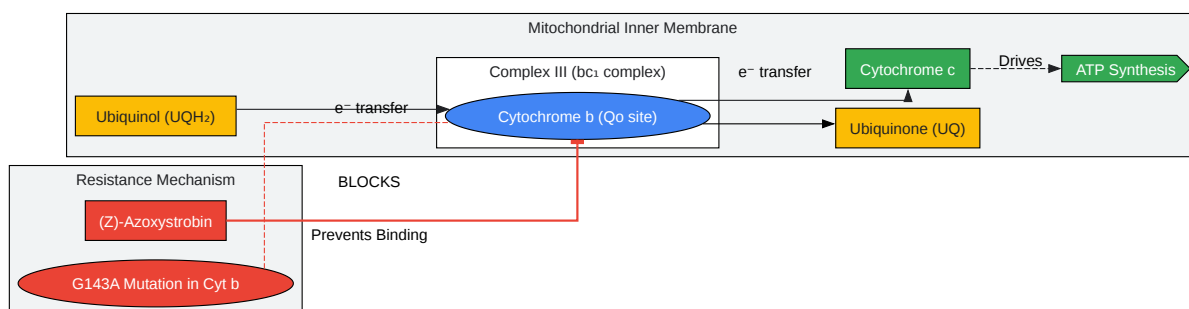 Mitochondrial Inner Membrane
Complex III (bc₁ complex)
e⁻ transfer
Cytochrome c
Drives
ATP Synthesis
Ubiquinol (UQH₂)
e⁻ transfer
Cytochrome b (Qo site)
Ubiquinone (UQ)
Resistance Mechanism
BLOCKS
(Z)-Azoxystrobin
Prevents Binding
G143A Mutation in Cyt b